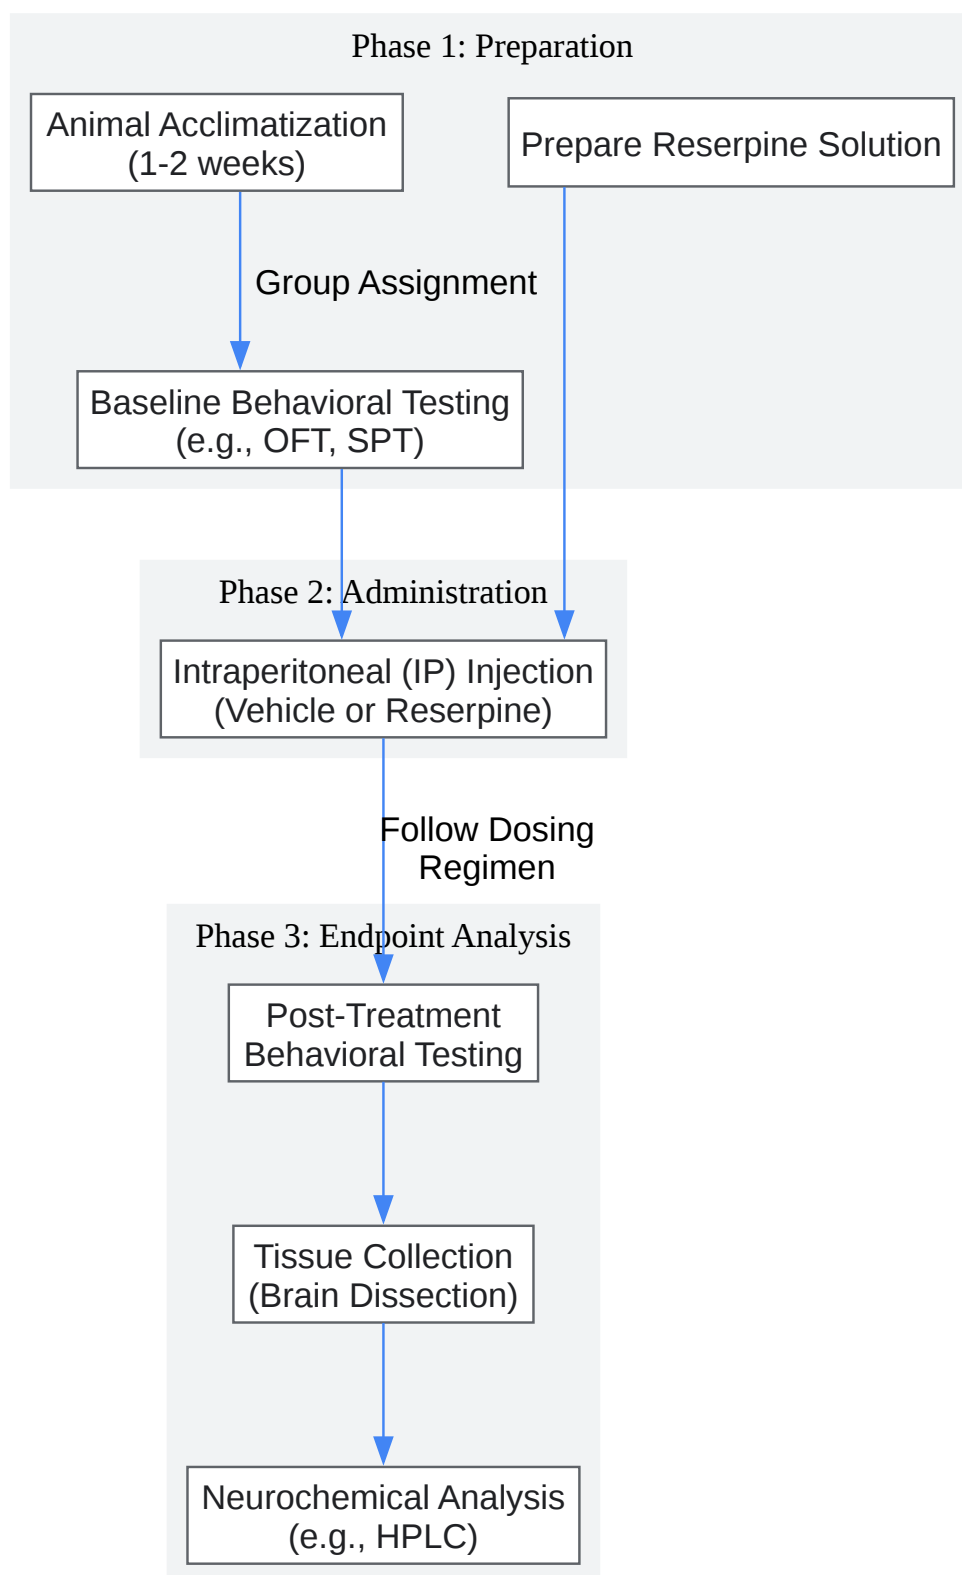 Phase 1: Preparation
Animal Acclimatization
(1-2 weeks)
Prepare Reserpine Solution
Group Assignment
Baseline Behavioral Testing
(e.g., OFT, SPT)
Phase 2: Administration
Intraperitoneal (IP) Injection
(Vehicle or Reserpine)
Follow Dosing
Regimen
Phase 3: Endpoint Analysis
Post-Treatment
Behavioral Testing
Tissue Collection
(Brain Dissection)
Neurochemical Analysis
(e.g., HPLC)